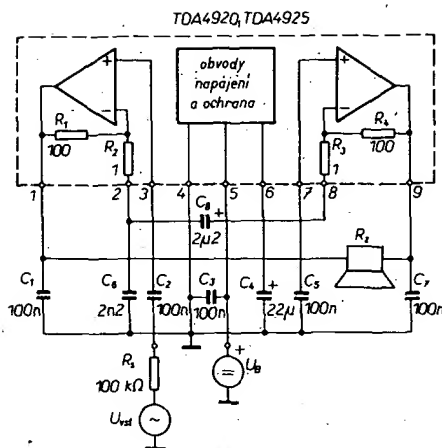 TDA4920, TDA4925
obvody
napájení
a ochrana
+
−
+
−
R1
100
R2
1
R3
1
R4
100
1 2 3 4 5 6 7 8 9
C8 +
2µ2
Rz
C1
100n
C6
2n2
C2
100n
C3
100n
C4 +
22µ
C5
100n
C7
100n
Rs
100 kΩ
+
UB
Uvst